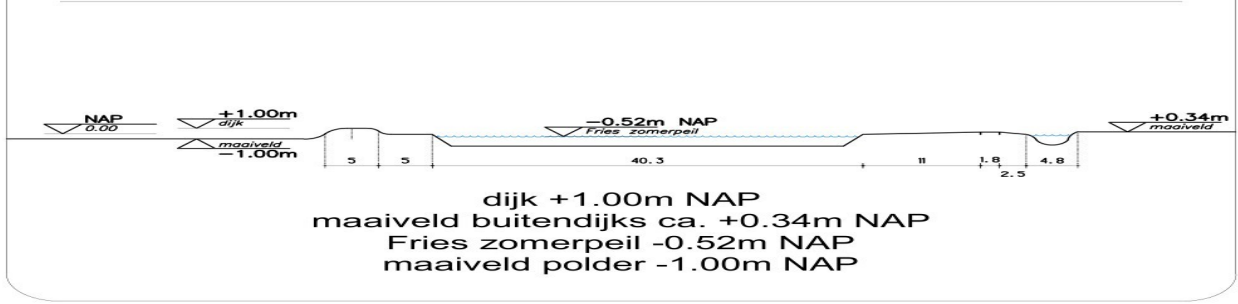 NAP
0.00
+1.00m
dijk
maaiveld
-1.00m
-0.52m NAP
Fries zomerpeil
+0.34m
maaiveld
5 5 40.3 11 1.8 4.8
2.5
dijk +1.00m NAP
maaiveld buitendijks ca. +0.34m NAP
Fries zomerpeil -0.52m NAP
maaiveld polder -1.00m NAP